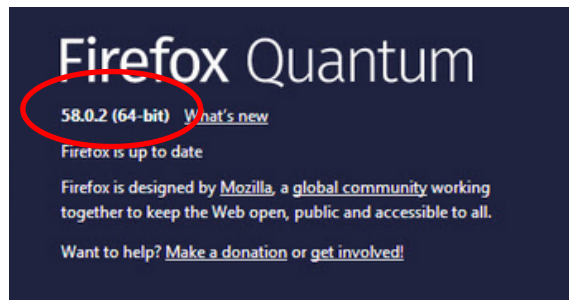 Firefox Quantum
58.0.2 (64-bit) What's new
Firefox is up to date
Firefox is designed by Mozilla, a global community working
together to keep the Web open, public and accessible to all.
Want to help? Make a donation or get involved!